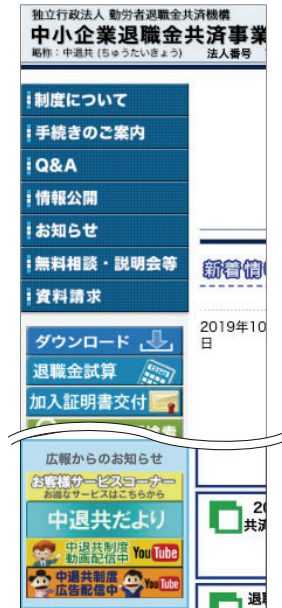 独立行政法人 勤労者退職金共済機構
中小企業退職金共済事業
略称：中退共 (ちゅうたいきょう)
法人番号
制度について
手続きのご案内
Q&A
情報公開
お知らせ
無料相談・説明会等
資料請求
新着情
2019年10
日
ダウンロード
退職金試算
加入証明書交付
検索
広報からのお知らせ
お客様サービスコーナー
お得なサービスはこちらから
中退共だより
中退共制度
動画配信中 YouTube
中退共制度
広告配信中 YouTube
20
共済
退職